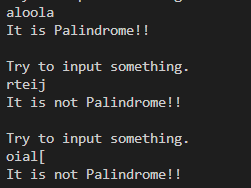 aloola
It is Palindrome!!
Try to input something.
rteij
It is not Palindrome!!
Try to input something.
oial[
It is not Palindrome!!